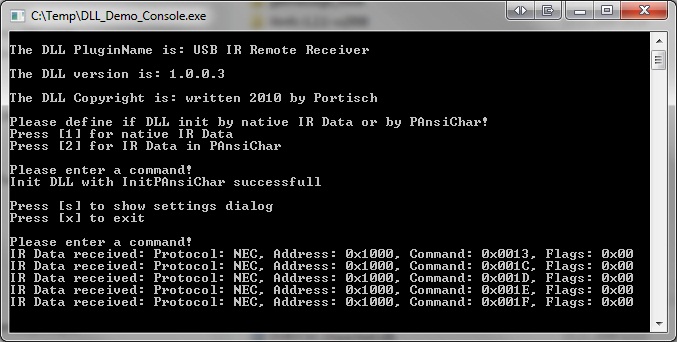 C:\Temp\DLL_Demo_Console.exe
The DLL PluginName is: USB IR Remote Receiver
The DLL version is: 1.0.0.3
The DLL Copyright is: written 2010 by Portisch
Please define if DLL init by native IR Data or by PAnsiChar!
Press [1] for native IR Data
Press [2] for IR Data in PAnsiChar
Please enter a command!
Init DLL with InitPAnsiChar successfull
Press [s] to show settings dialog
Press [x] to exit
Please enter a command!
IR Data received: Protocol: NEC, Address: 0x1000, Command: 0x0013, Flags: 0x00
IR Data received: Protocol: NEC, Address: 0x1000, Command: 0x001C, Flags: 0x00
IR Data received: Protocol: NEC, Address: 0x1000, Command: 0x001D, Flags: 0x00
IR Data received: Protocol: NEC, Address: 0x1000, Command: 0x001E, Flags: 0x00
IR Data received: Protocol: NEC, Address: 0x1000, Command: 0x001F, Flags: 0x00